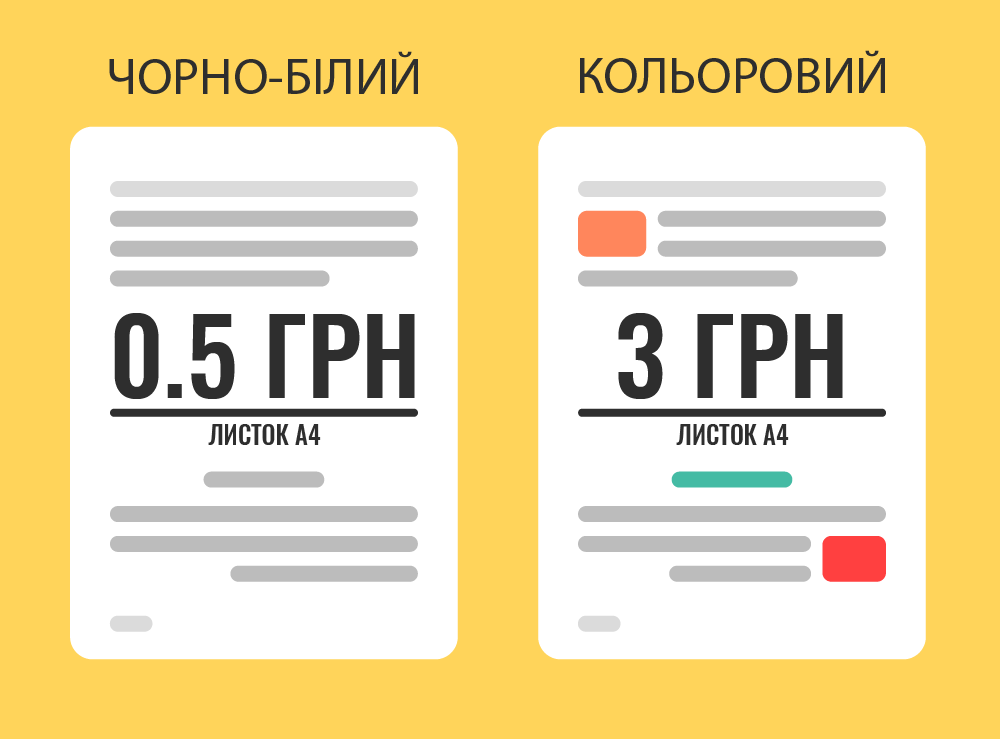 ЧОРНО-БІЛИЙ
0.5 ГРН
ЛИСТОК А4
КОЛЬОРОВИЙ
3 ГРН
ЛИСТОК А4